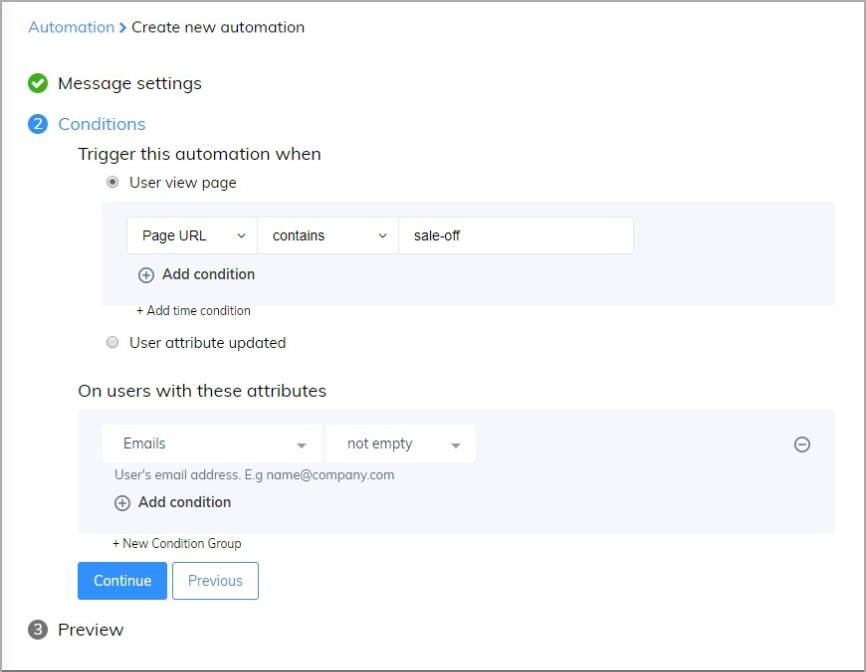 Automation > Create new automation
Message settings
2 Conditions
Trigger this automation when
User view page
Page URL contains sale-off
Add condition
+ Add time condition
User attribute updated
On users with these attributes
Emails not empty
User's email address. E.g name@company.com
Add condition
+ New Condition Group
Continue Previous
3 Preview